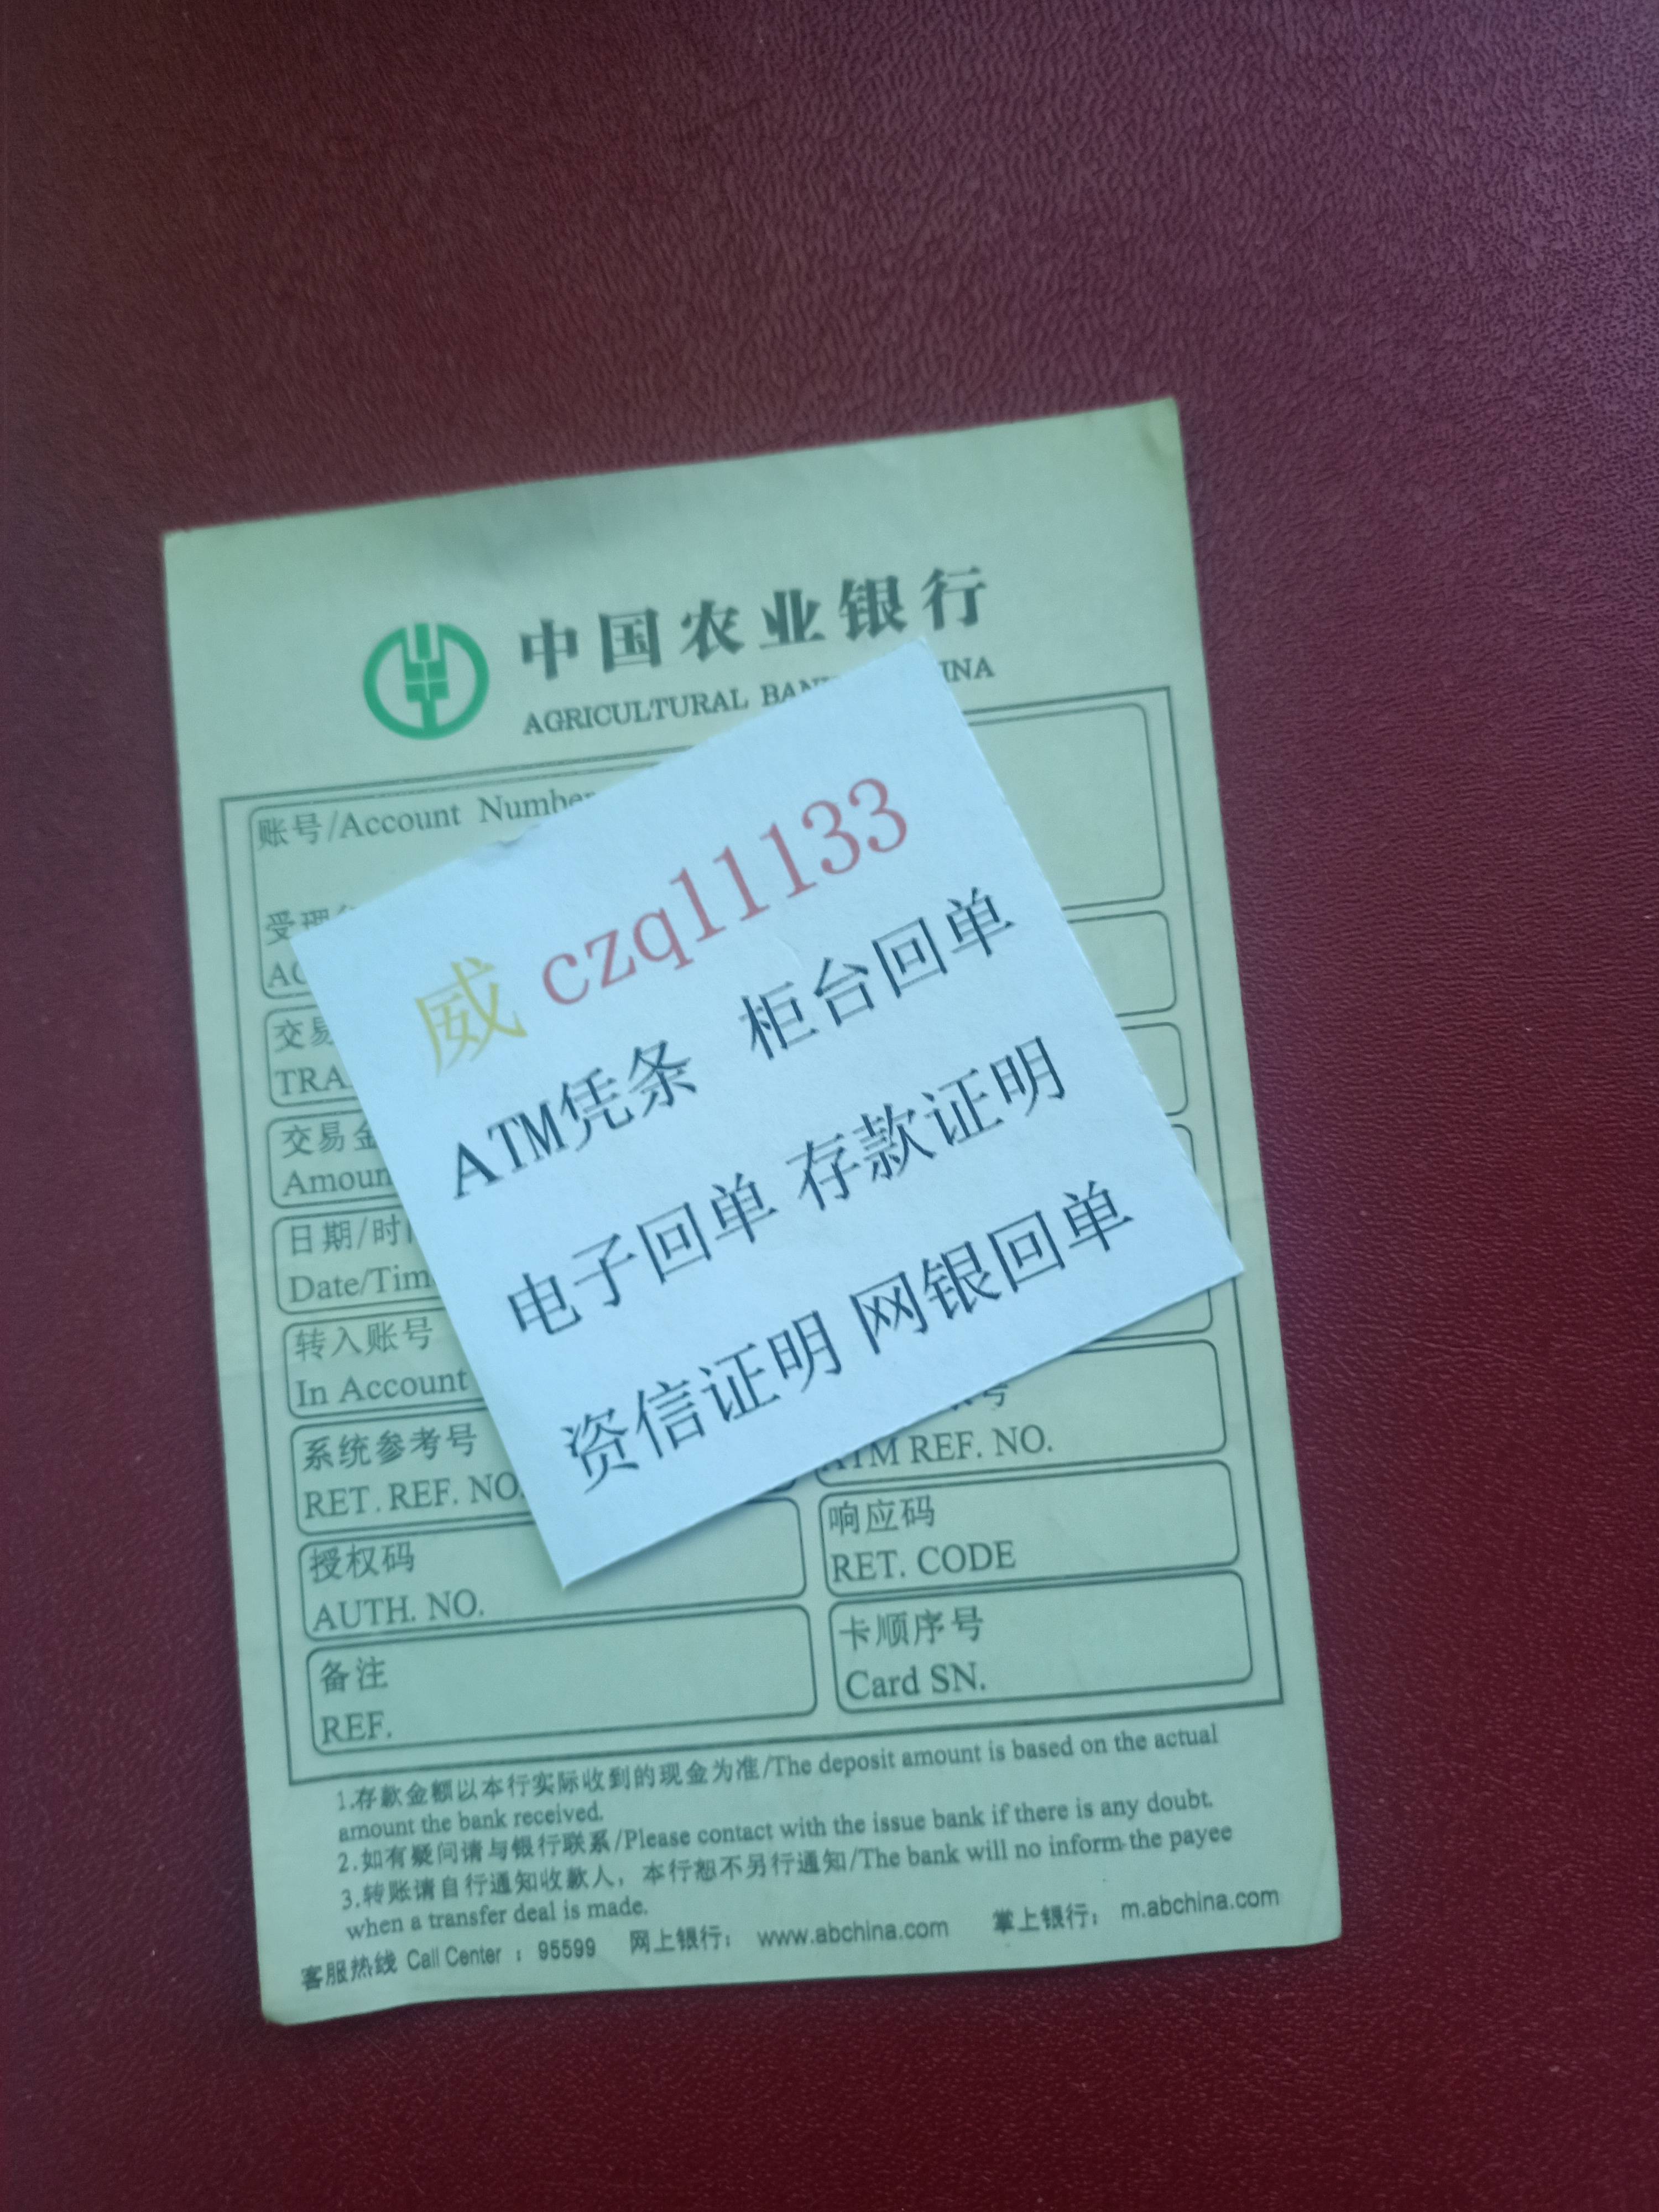 中国农业银行
AGRICULTURAL BAN INA
账号/Account Number
受理
AC
交易
TRA
交易金
Amoun
日期/时
Date/Tim
转入账号
In Account
系统参考号
RET. REF. NO.
号
ATM REF. NO.
授权码
AUTH. NO.
响应码
RET. CODE
备注
REF.
卡顺序号
Card SN.
威 czq11133
ATM凭条 柜台回单
电子回单 存款证明
资信证明 网银回单
1.存款金额以本行实际收到的现金为准/The deposit amount is based on the actual
amount the bank received.
2.如有疑问请与银行联系/Please contact with the issue bank if there is any doubt.
3.转账请自行通知收款人，本行恕不另行通知/The bank will no inform the payee
when a transfer deal is made.
客服热线 Call Center : 95599 网上银行: www.abchina.com 掌上银行: m.abchina.com